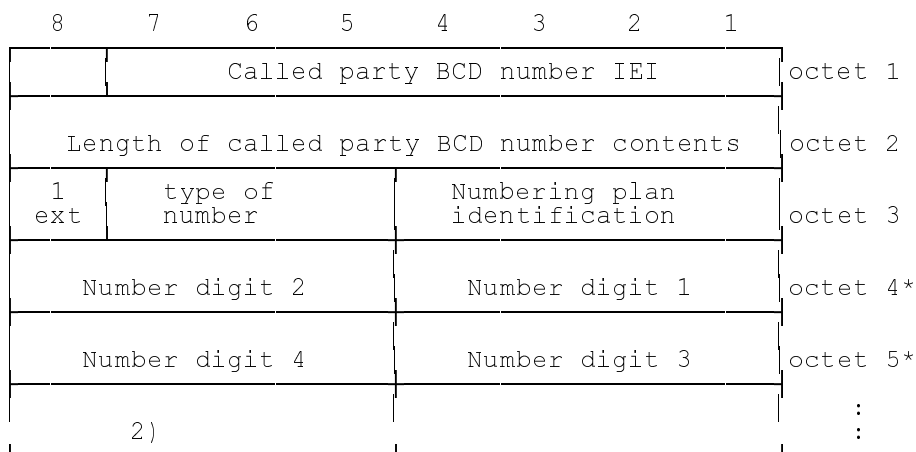 8 7 6 5 4 3 2 1
Called party BCD number IEI octet 1
Length of called party BCD number contents octet 2
1 type of Numbering plan
ext number identification octet 3
Number digit 2 Number digit 1 octet 4*
Number digit 4 Number digit 3 octet 5*
:
2) :